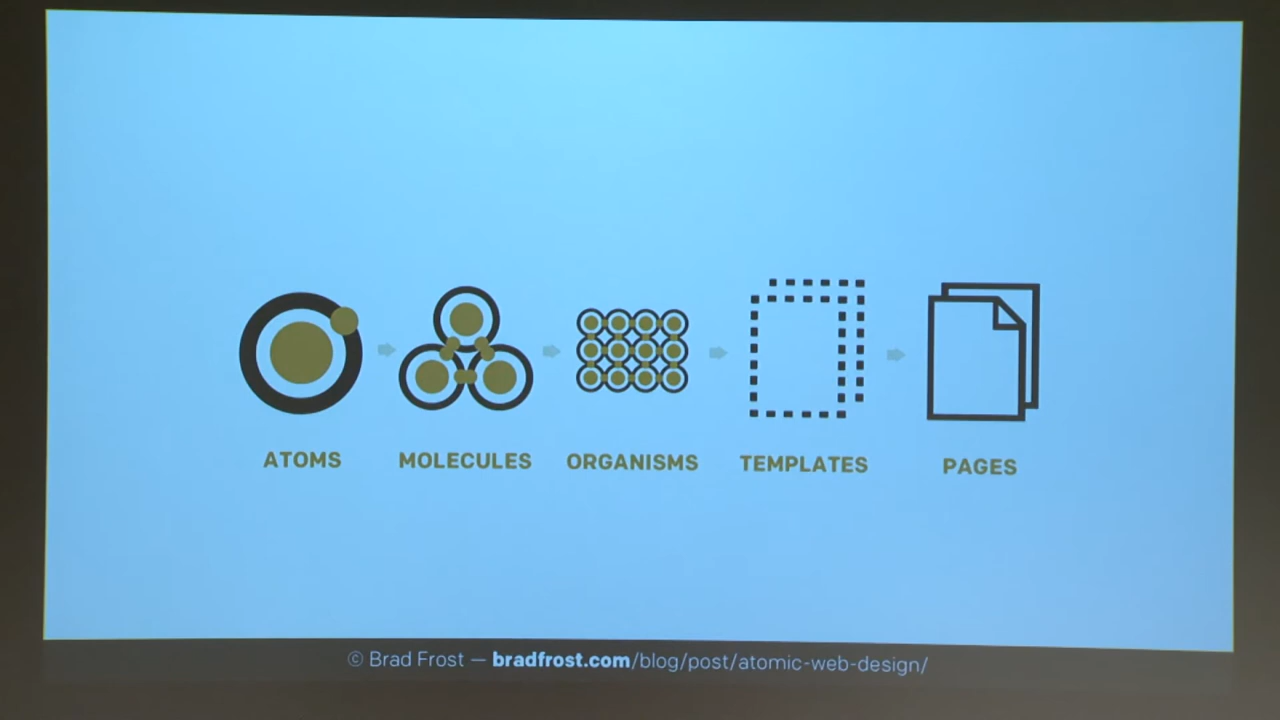 ATOMS MOLECULES ORGANISMS TEMPLATES PAGES
© Brad Frost — bradfrost.com/blog/post/atomic-web-design/